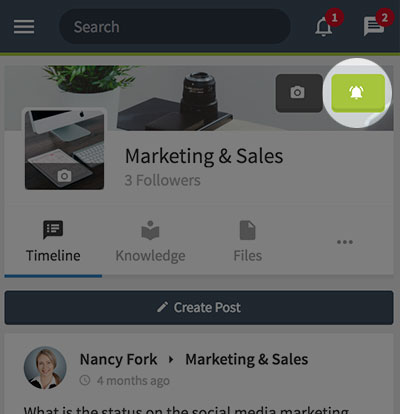 Search
1
2
Marketing & Sales
3 Followers
Timeline
Knowledge
Files
Create Post
Nancy Fork Marketing & Sales
4 months ago
What is the status on the social media marketing